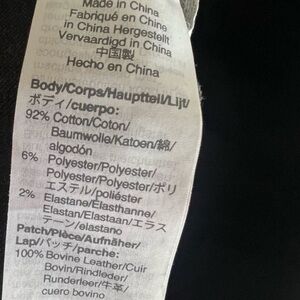 Made in China
Fabriqué en Chine
in China Hergestellt
Vervaardigd in China
中国製
Hecho en China
Body/Corps/Hauptteil/Lijf/
ボディ/cuerpo:
92% Cotton/Coton/
Baumwolle/Katoen/綿/
algodón
6% Polyester/Polyester/
Polyester/Polyester/ポリ
エステル/poliéster
2% Elastane/Élasthanne/
Elastan/Elastaan/エラス
テーン/elastano
Patch/Pièce/Aufnäher/
Lap/パッチ/parche:
100% Bovine Leather/Cuir
Bovin/Rindleder/
Runderleer/牛革/
cuero bovino